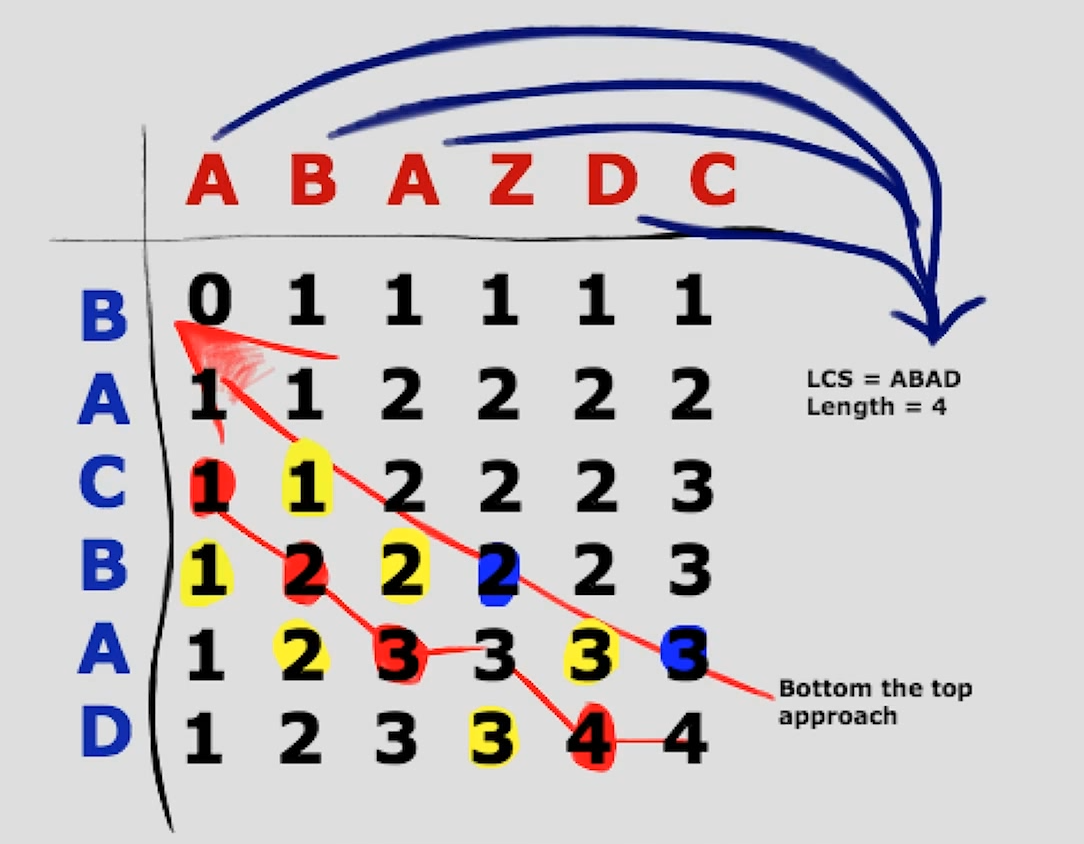 A B A Z D C
B 0 1 1 1 1 1
A 1 1 2 2 2 2
C 1 1 2 2 2 3
B 1 2 2 2 2 3
A 1 2 3 3 3 3
D 1 2 3 3 4 4
LCS = ABAD
Length = 4
Bottom the top
approach